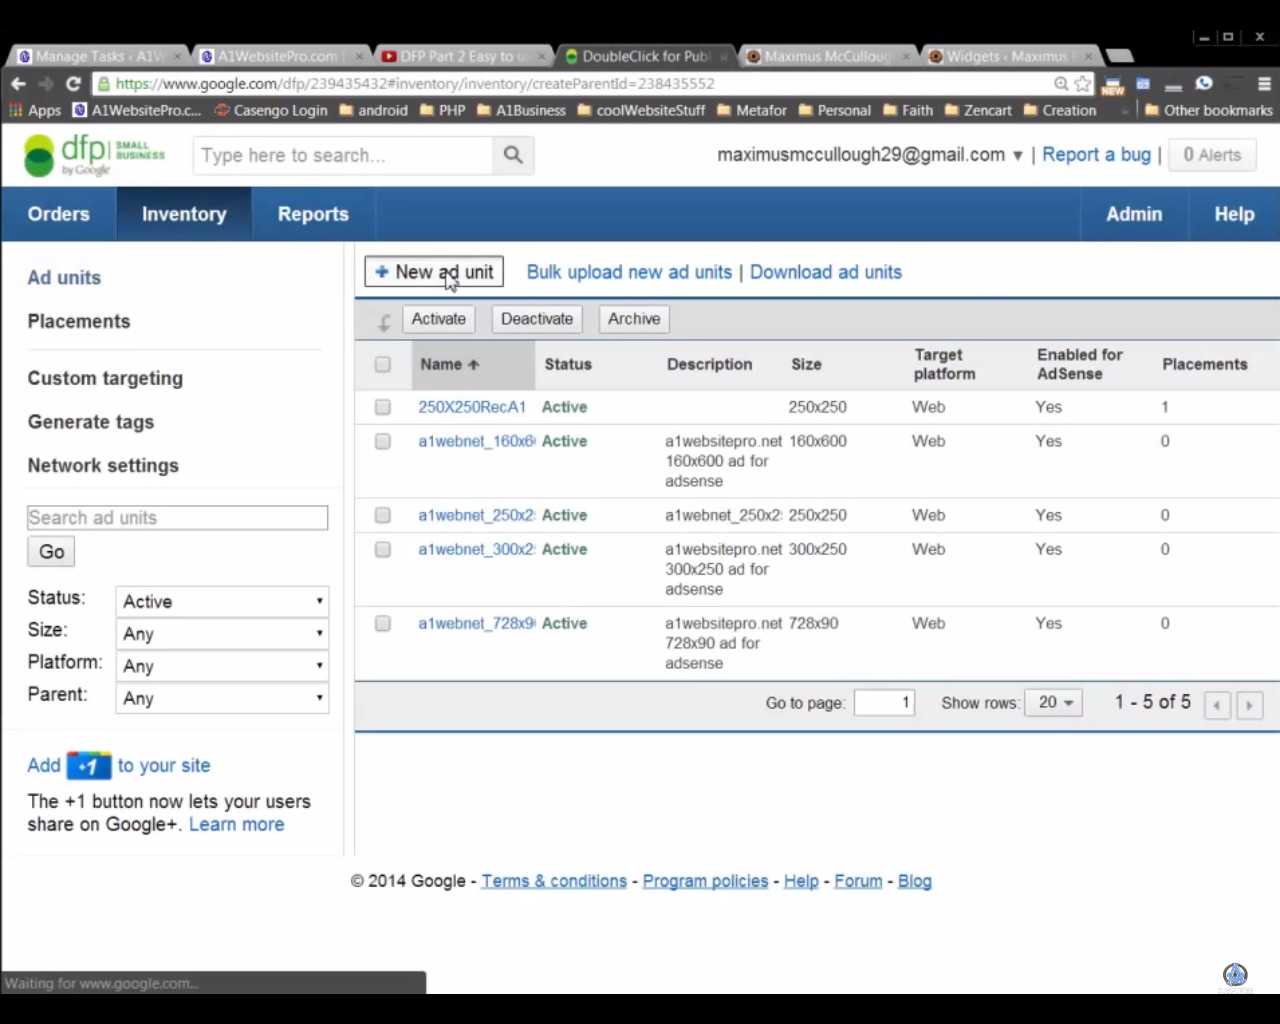 Manage Tasks ‹ A1W
A1WebsitePro.com |
DFP Part 2 Easy to u
DoubleClick for Publ
Maximus McCulloug
Widgets ‹ Maximus
https://www.google.com/dfp/239435432#inventory/inventory/createParentId=238435552
NEW
Apps A1WebsitePro.c... Casengo Login android PHP A1Business coolWebsiteStuff Metafor Personal Faith Zencart Creation Other bookmarks
dfp SMALL BUSINESS
by Google
Type here to search...
maximusmccullough29@gmail.com ▼ | Report a bug | 0 Alerts
Orders Inventory Reports Admin Help
Ad units
Placements
Custom targeting
Generate tags
Network settings
Search ad units
Go
Status: Active
Size: Any
Platform: Any
Parent: Any
Add +1 to your site
The +1 button now lets your users
share on Google+. Learn more
+ New ad unit Bulk upload new ad units | Download ad units
Activate Deactivate Archive
Name Status Description Size Target platform Enabled for AdSense Placements
250X250RecA1 Active 250x250 Web Yes 1
a1webnet_160x6 Active a1websitepro.net 160x600 Web Yes 0
160x600 ad for
adsense
a1webnet_250x2 Active a1webnet_250x2 250x250 Web Yes 0
a1webnet_300x2 Active a1websitepro.net 300x250 Web Yes 0
300x250 ad for
adsense
a1webnet_728x9 Active a1websitepro.net 728x90 Web Yes 0
728x90 ad for
adsense
Go to page: 1 Show rows: 20 1 - 5 of 5
© 2014 Google - Terms & conditions - Program policies - Help - Forum - Blog
Waiting for www.google.com...